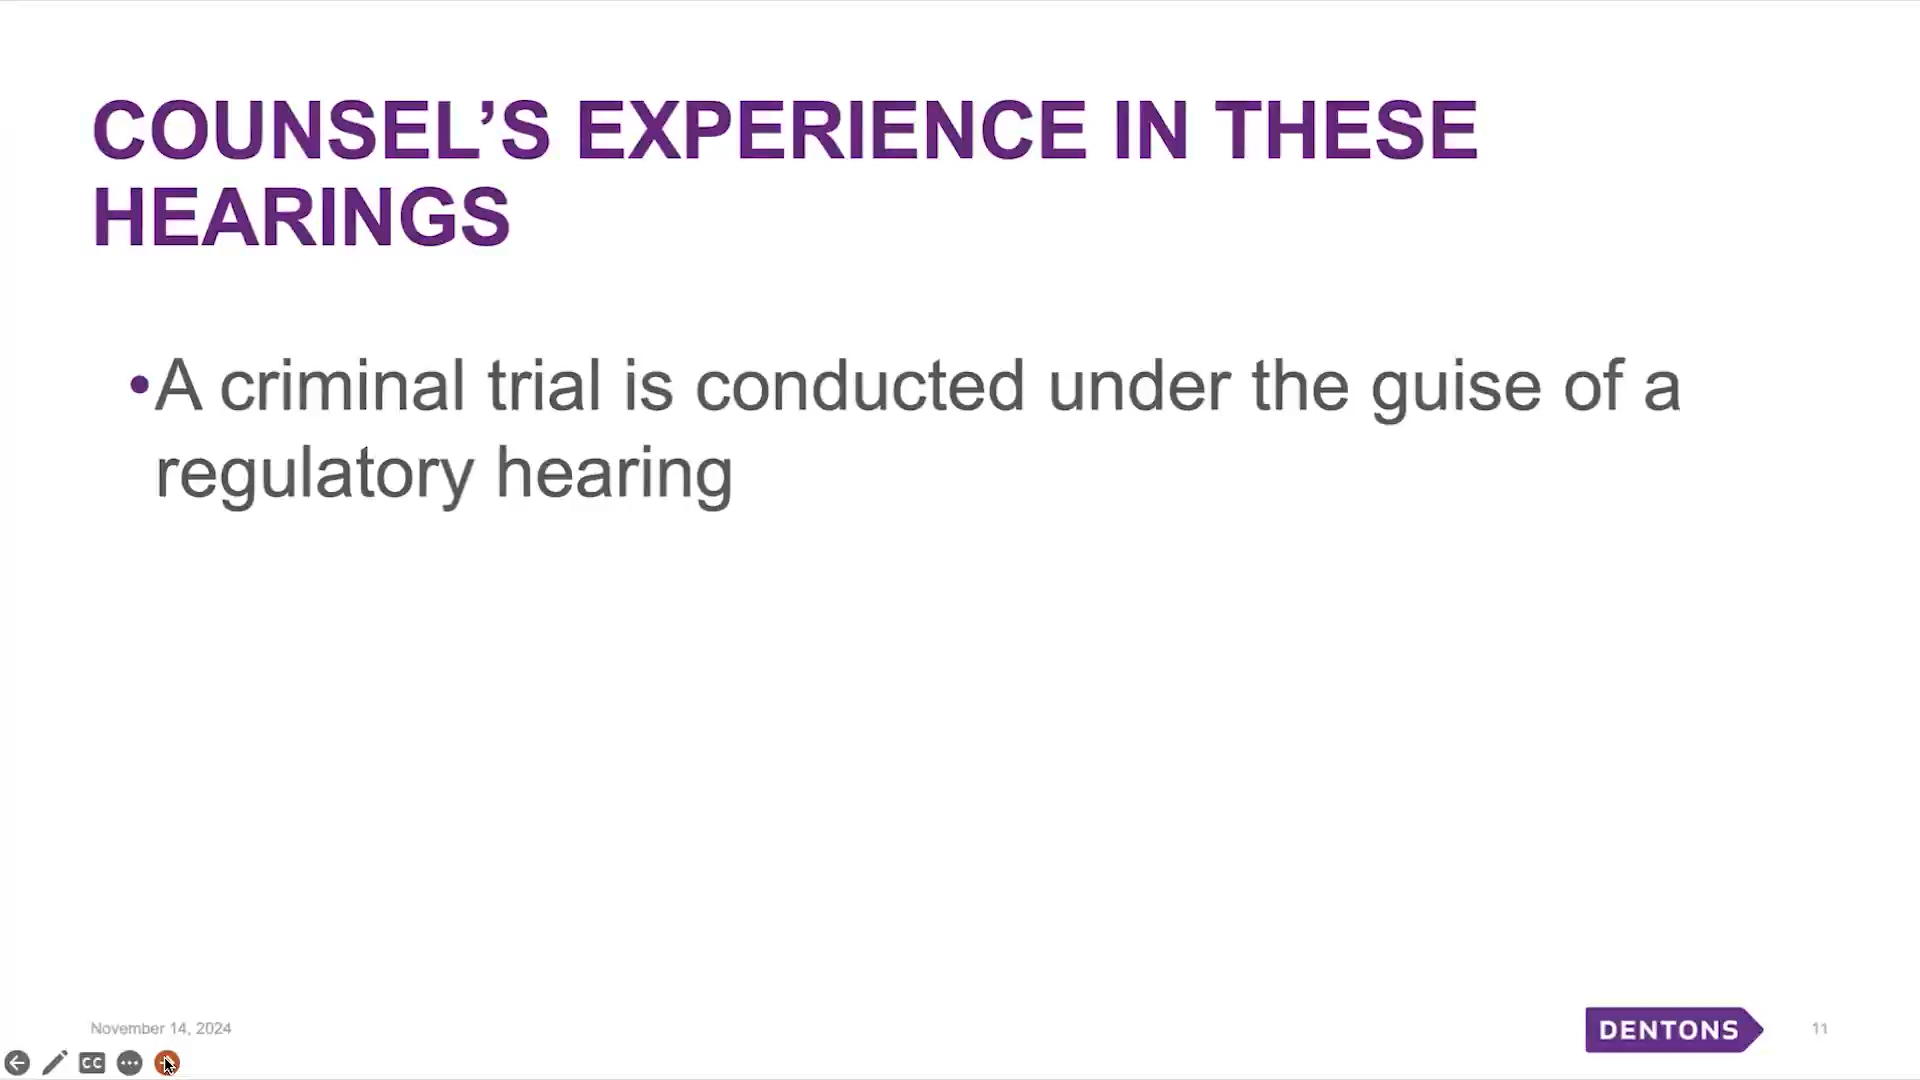 COUNSEL’S EXPERIENCE IN THESE
HEARINGS
•A criminal trial is conducted under the guise of a
regulatory hearing
November 14, 2024
DENTONS
11
CC